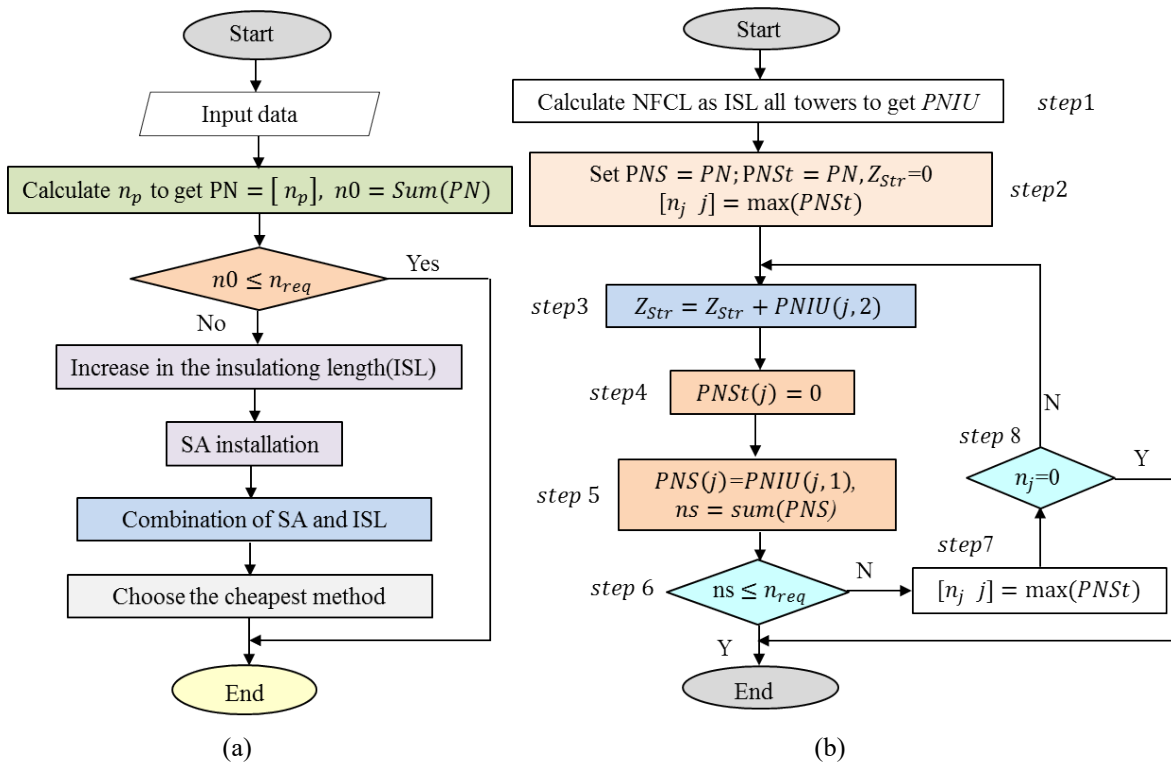 Start
Input data
Calculate n_p to get PN = [ n_p], n0 = Sum(PN)
n0 ≤ n_req
Yes
No
Increase in the insulationg length(ISL)
SA installation
Combination of SA and ISL
Choose the cheapest method
End
(a)
Start
Calculate NFCL as ISL all towers to get PNIU
step1
Set PNS = PN; PNSt = PN, Z_Str=0
[n_j j] = max(PNSt)
step2
step3
Z_Str = Z_Str + PNIU(j, 2)
step4
PNSt(j) = 0
step 5
PNS(j)=PNIU(j, 1),
ns = sum(PNS)
step 6
ns ≤ n_req
N
Y
step7
[n_j j] = max(PNSt)
step 8
n_j=0
N
Y
End
(b)